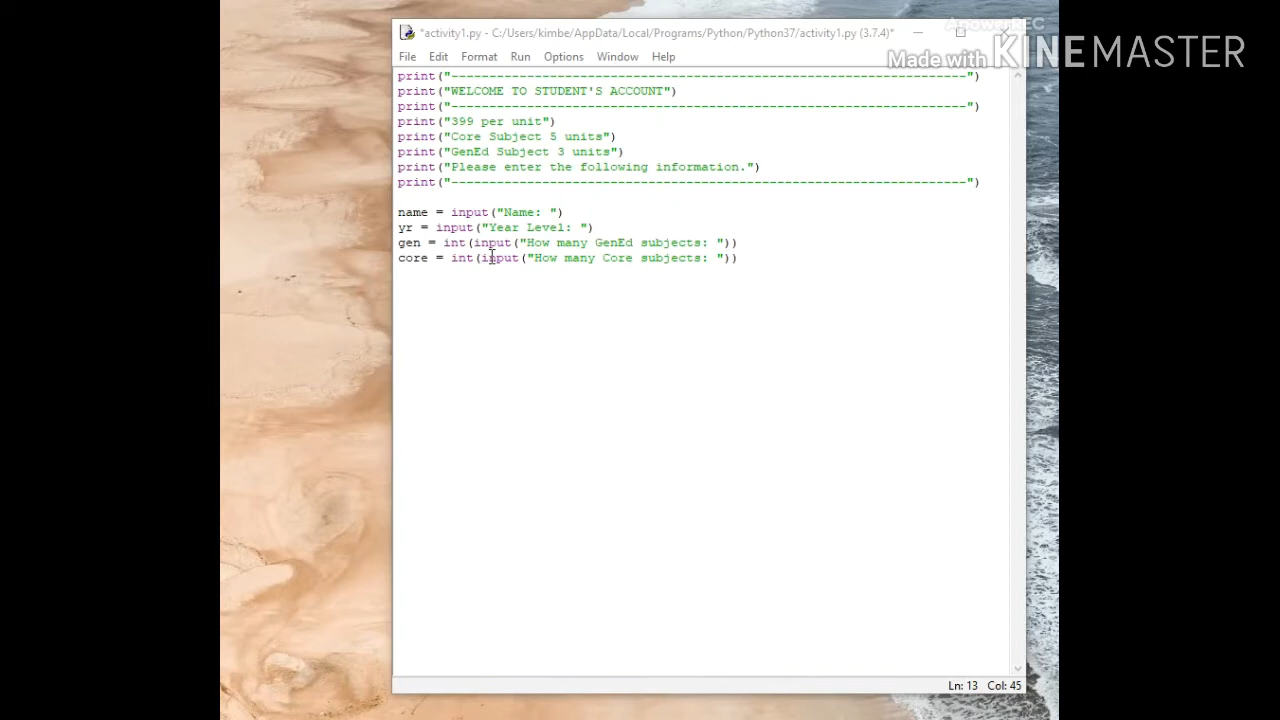 *activity1.py - C:/Users/kimbe/AppData/Local/Programs/Python/Python37/activity1.py (3.7.4)*
ApowerREC
Made with KINEMASTER
File Edit Format Run Options Window Help
print("--------------------------------------------------------------------")
print("WELCOME TO STUDENT'S ACCOUNT")
print("--------------------------------------------------------------------")
print("399 per unit")
print("Core Subject 5 units")
print("GenEd Subject 3 units")
print("Please enter the following information.")
print("--------------------------------------------------------------------")
name = input("Name: ")
yr = input("Year Level: ")
gen = int(input("How many GenEd subjects: "))
core = int(input("How many Core subjects: "))
Ln: 13 Col: 45